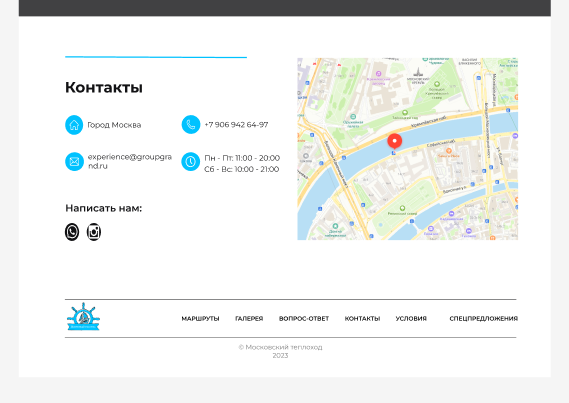 Контакты
Город Москва
+7 906 942 64-97
experience@groupgra
nd.ru
Пн - Пт: 11:00 - 20:00
Сб - Вс: 10:00 - 21:00
Написать нам:
МАРШРУТЫ ГАЛЕРЕЯ ВОПРОС-ОТВЕТ КОНТАКТЫ УСЛОВИЯ СПЕЦПРЕДЛОЖЕНИЯ
© Московский теплоход
2023